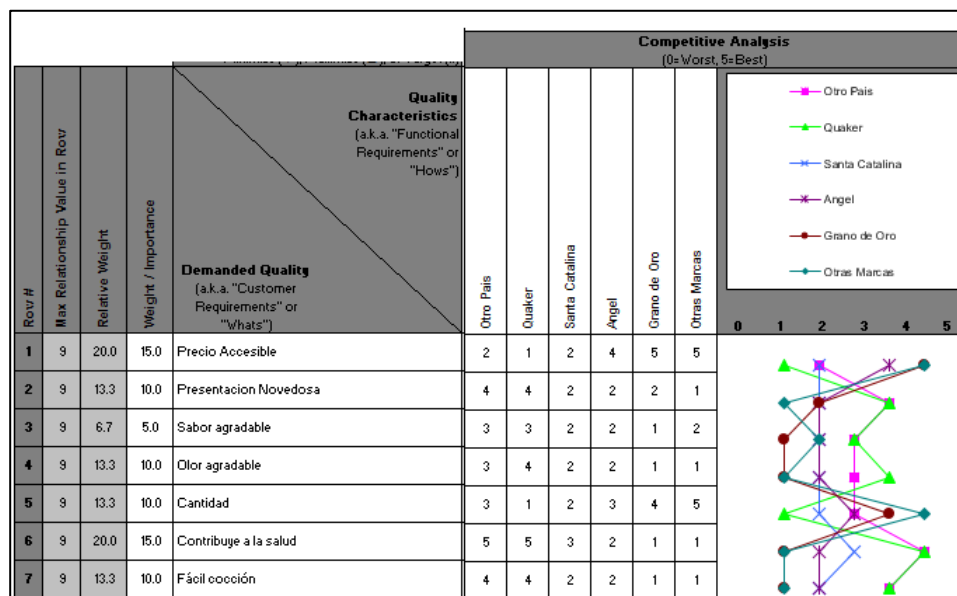 Competitive Analysis
(0=Worst, 5=Best)
Quality
Characteristics
(a.k.a. "Functional
Requirements" or
"Hows")
Demanded Quality
(a.k.a. "Customer
Requirements" or
"Whats")
Row #
Max Relationship Value in Row
Relative Weight
Weight / Importance
Otro Pais
Quaker
Santa Catalina
Angel
Grano de Oro
Otras Marcas
Otro Pais
Quaker
Santa Catalina
Angel
Grano de Oro
Otras Marcas
0 1 2 3 4 5
1 9 20.0 15.0 Precio Accesible 2 1 2 4 5 5
2 9 13.3 10.0 Presentacion Novedosa 4 4 2 2 2 1
3 9 6.7 5.0 Sabor agradable 3 3 2 2 1 2
4 9 13.3 10.0 Olor agradable 3 4 2 2 1 1
5 9 13.3 10.0 Cantidad 3 1 2 3 4 5
6 9 20.0 15.0 Contribuye a la salud 5 5 3 2 1 1
7 9 13.3 10.0 Fácil cocción 4 4 2 2 1 1